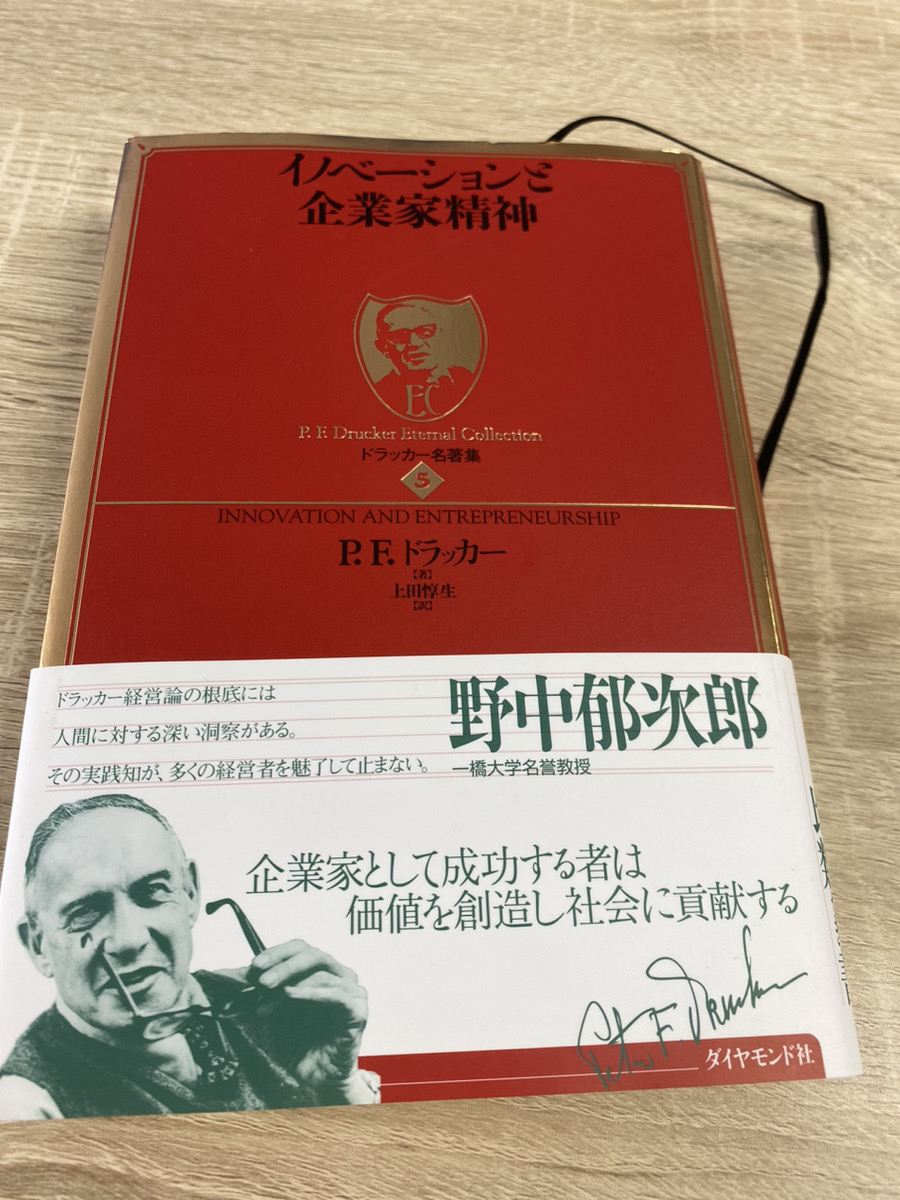 イノベーションと
企業家精神
EC
P. F. Drucker Eternal Collection
ドラッカー名著集
5
INNOVATION AND ENTREPRENEURSHIP
P.F.ドラッカー
【著】
上田惇生
【訳】
ドラッカー経営論の根底には
人間に対する深い洞察がある。
その実践知が、多くの経営者を魅了して止まない。
野中郁次郎
一橋大学名誉教授
企業家として成功する者は
価値を創造し社会に貢献する
Peter F. Drucker
ダイヤモンド社